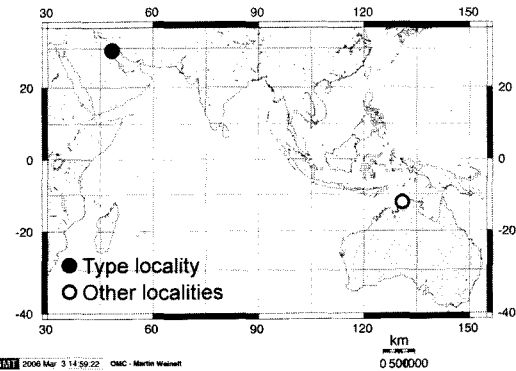 30 60 90 120 150
20 20
0 0
-20 -20
● Type locality
○ Other localities
-40 -40
30 60 90 120 150
km
GMT 2006 Mar 3 14:59:22 OMC - Martin Weinelt
0 500000